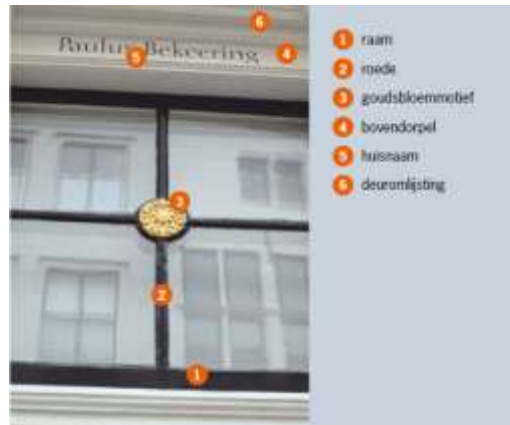 6
Paulus Bekeering
5
4
3
2
1
1 raam
2 roede
3 goudsbloemmotief
4 bovendorpel
5 huisnaam
6 deuromlijsting